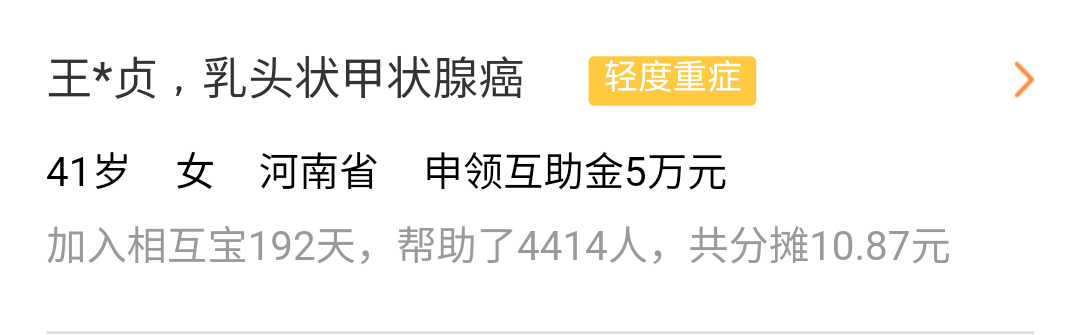 王*贞，乳头状甲状腺癌 轻度重症
41岁 女 河南省 申领互助金5万元
加入相互宝192天，帮助了4414人，共分摊10.87元